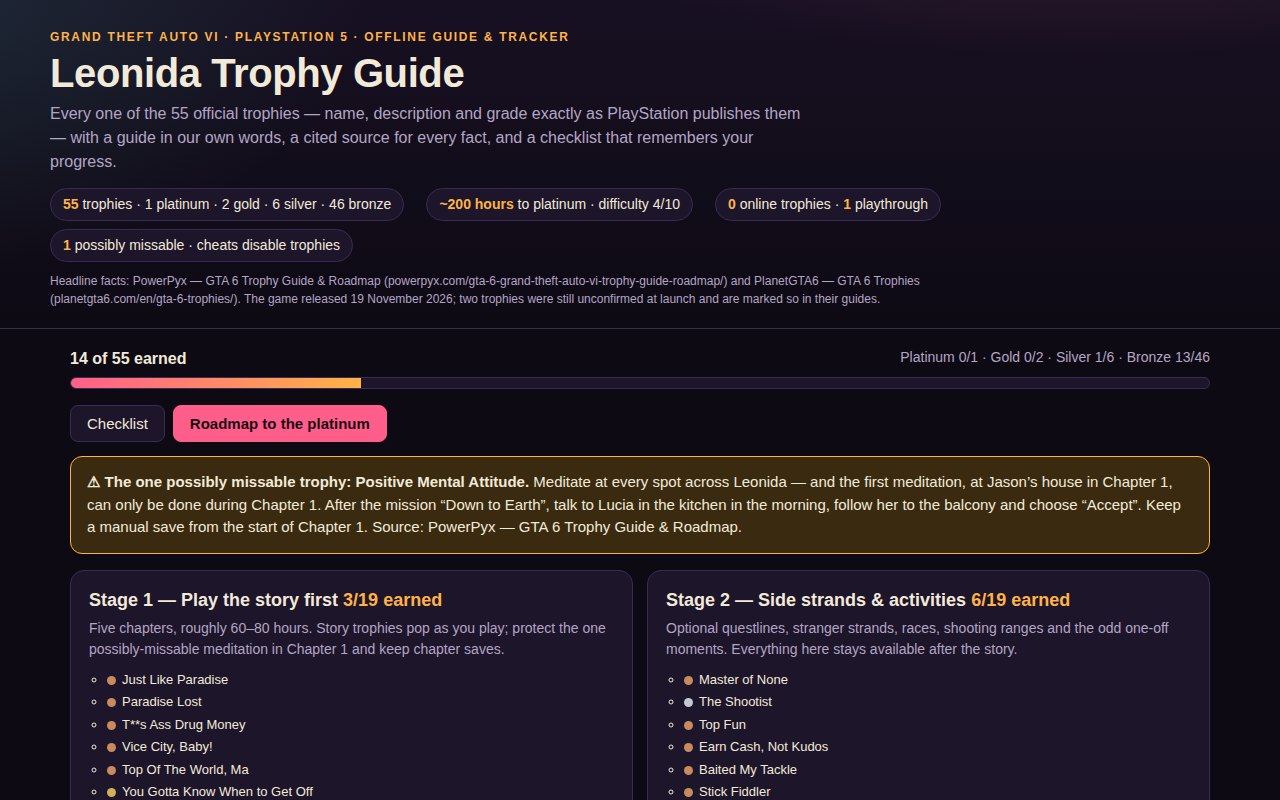 GRAND THEFT AUTO VI · PLAYSTATION 5 · OFFLINE GUIDE & TRACKER
Leonida Trophy Guide
Every one of the 55 official trophies — name, description and grade exactly as PlayStation publishes them
— with a guide in our own words, a cited source for every fact, and a checklist that remembers your
progress.
55 trophies · 1 platinum · 2 gold · 6 silver · 46 bronze
~200 hours to platinum · difficulty 4/10
0 online trophies · 1 playthrough
1 possibly missable · cheats disable trophies
Headline facts: PowerPyx — GTA 6 Trophy Guide & Roadmap (powerpyx.com/gta-6-grand-theft-auto-vi-trophy-guide-roadmap/) and PlanetGTA6 — GTA 6 Trophies
(planetgta6.com/en/gta-6-trophies/). The game released 19 November 2026; two trophies were still unconfirmed at launch and are marked so in their guides.
14 of 55 earned
Platinum 0/1 · Gold 0/2 · Silver 1/6 · Bronze 13/46
Checklist
Roadmap to the platinum
⚠ The one possibly missable trophy: Positive Mental Attitude. Meditate at every spot across Leonida — and the first meditation, at Jason’s house in Chapter 1,
can only be done during Chapter 1. After the mission “Down to Earth”, talk to Lucia in the kitchen in the morning, follow her to the balcony and choose “Accept”. Keep
a manual save from the start of Chapter 1. Source: PowerPyx — GTA 6 Trophy Guide & Roadmap.
Stage 1 — Play the story first 3/19 earned
Five chapters, roughly 60–80 hours. Story trophies pop as you play; protect the one
possibly-missable meditation in Chapter 1 and keep chapter saves.
Just Like Paradise
Paradise Lost
T**s Ass Drug Money
Vice City, Baby!
Top Of The World, Ma
You Gotta Know When to Get Off
Stage 2 — Side strands & activities 6/19 earned
Optional questlines, stranger strands, races, shooting ranges and the odd one-off
moments. Everything here stays available after the story.
Master of None
The Shootist
Top Fun
Earn Cash, Not Kudos
Baited My Tackle
Stick Fiddler